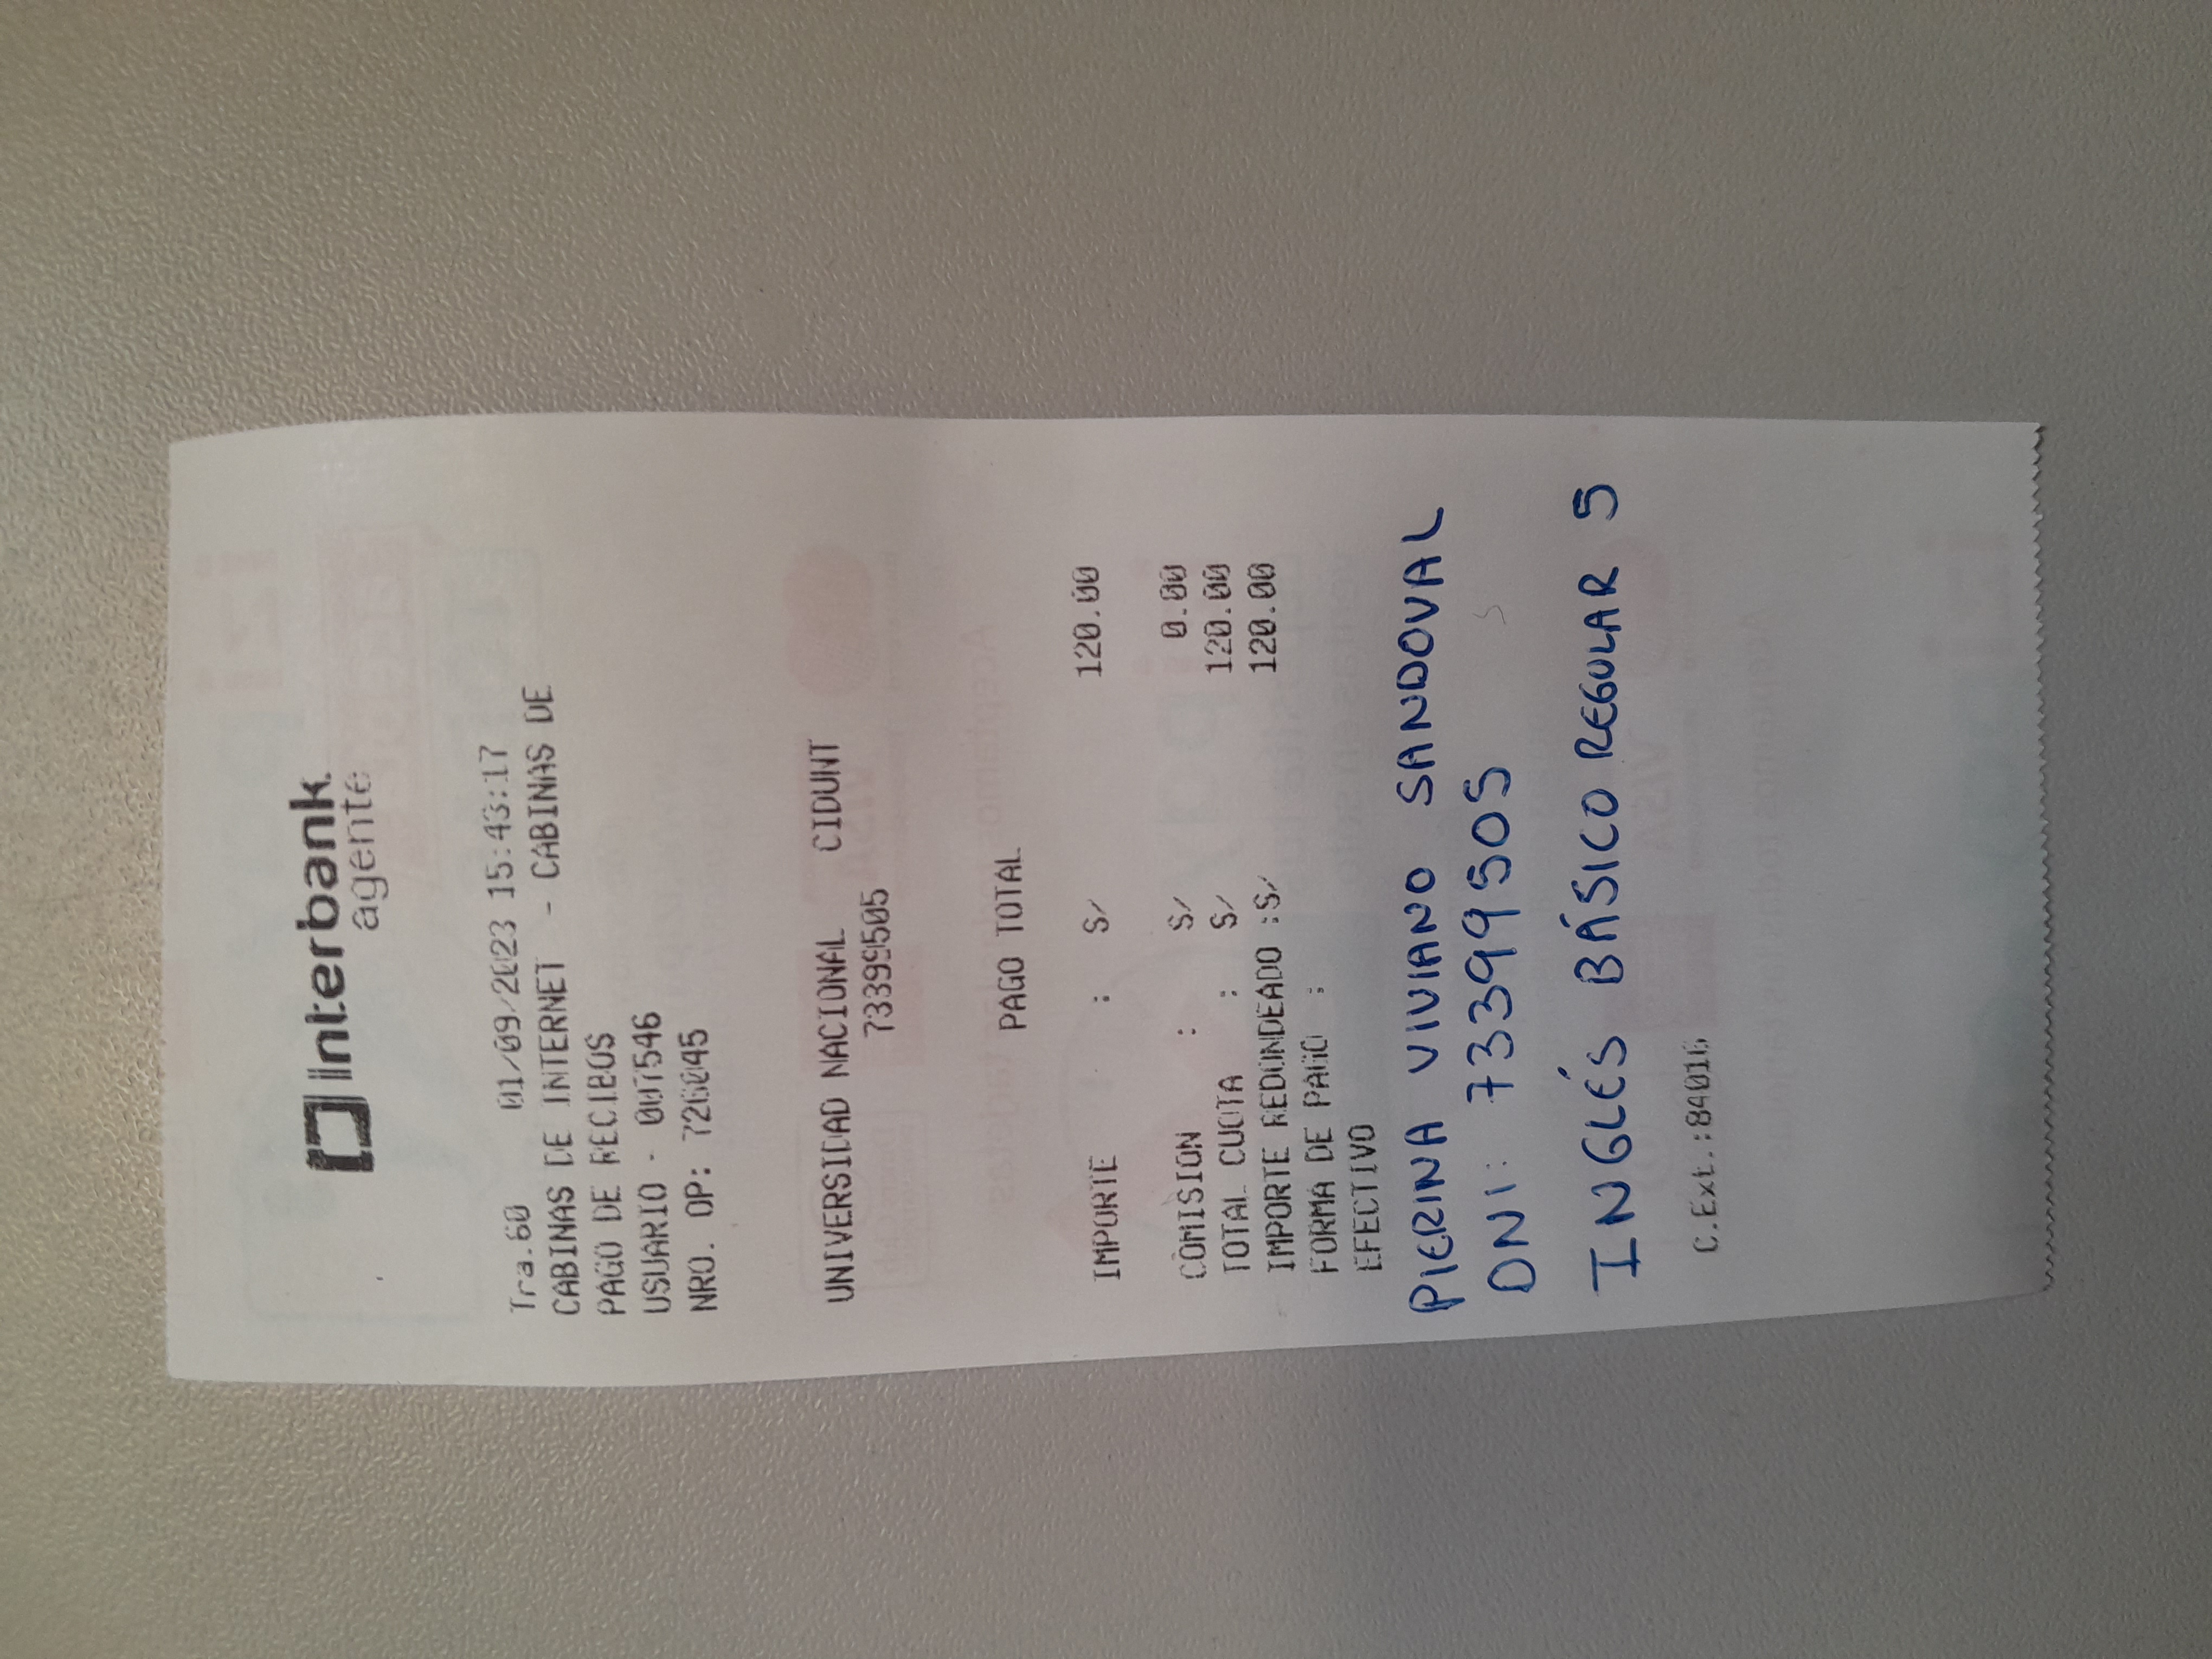 Interbank
agente
Tra.60 01/09/2023 15:43:17
CABINAS DE INTERNET - CABINAS DE
PAGO DE RECIBOS
USUARIO - 007546
NRO. OP: 726045
UNIVERSIDAD NACIONAL CIDUNT
73399505
PAGO TOTAL
IMPORTE : S/ 120.00
COMISION : S/ 0.00
TOTAL CUOTA : S/ 120.00
IMPORTE REDONDEADO :S/ 120.00
FORMA DE PAGO :
EFECTIVO
PIERINA VIVIANO SANDOVAL
DNI: 73399505
INGLÉS BÁSICO REGULAR 5
C.Ext.:84016